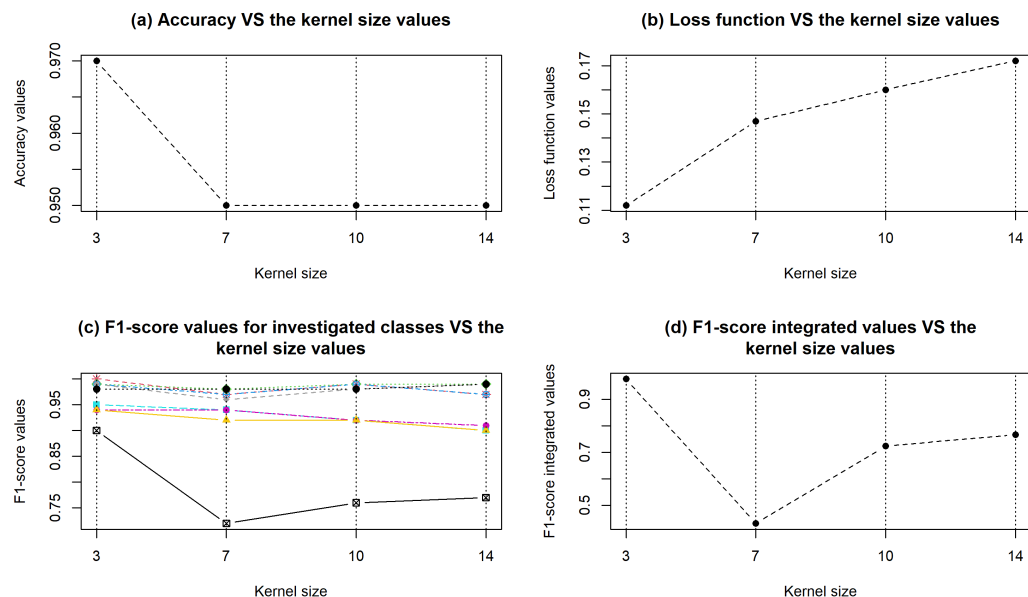 (a) Accuracy VS the kernel size values
Accuracy values
0.970
0.960
0.950
3 7 10 14
Kernel size
(b) Loss function VS the kernel size values
Loss function values
0.17
0.15
0.13
0.11
3 7 10 14
Kernel size
(c) F1-score values for investigated classes VS the
kernel size values
F1-score values
0.95
0.85
0.75
3 7 10 14
Kernel size
(d) F1-score integrated values VS the
kernel size values
F1-score integrated values
0.9
0.7
0.5
3 7 10 14
Kernel size